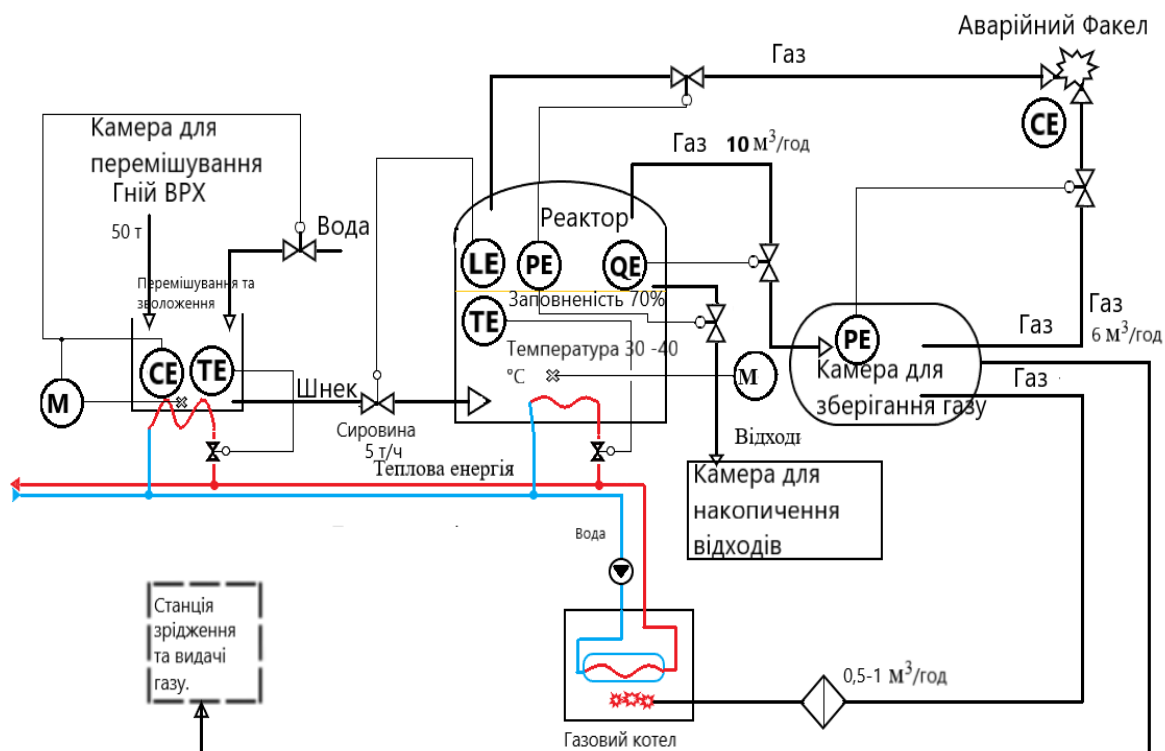 Аварійний Факел
Газ
CE
Камера для
перемішування
Гній ВРХ
50 т
Вода
Перемішування та
зволоження
CE
TE
M
Шнек
Сировина
5 т/ч
Газ 10 м³/год
Реактор
LE
PE
QE
Заповненість 70%
TE
Температура 30 -40
°C
M
PE
Камера для
зберігання газу
Газ
Газ
6 м³/год
Газ
Відходи
Камера для
накопичення
відходів
Теплова енергія
Вода
Станція
зрідження
та видачі
газу.
0,5-1 м³/год
Газовий котел